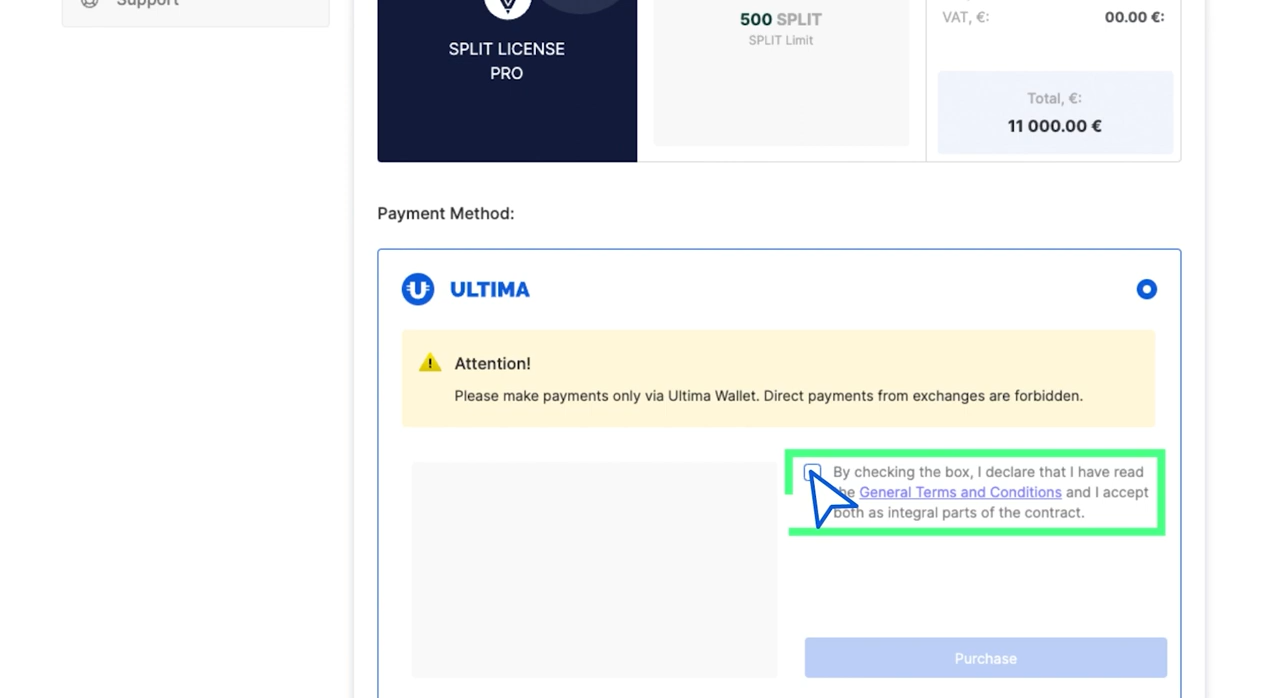 Support
SPLIT LICENSE
PRO
500 SPLIT
SPLIT Limit
VAT, €:
00.00 €:
Total, €:
11 000.00 €
Payment Method:
ULTIMA
Attention!
Please make payments only via Ultima Wallet. Direct payments from exchanges are forbidden.
By checking the box, I declare that I have read
the General Terms and Conditions and I accept
both as integral parts of the contract.
Purchase